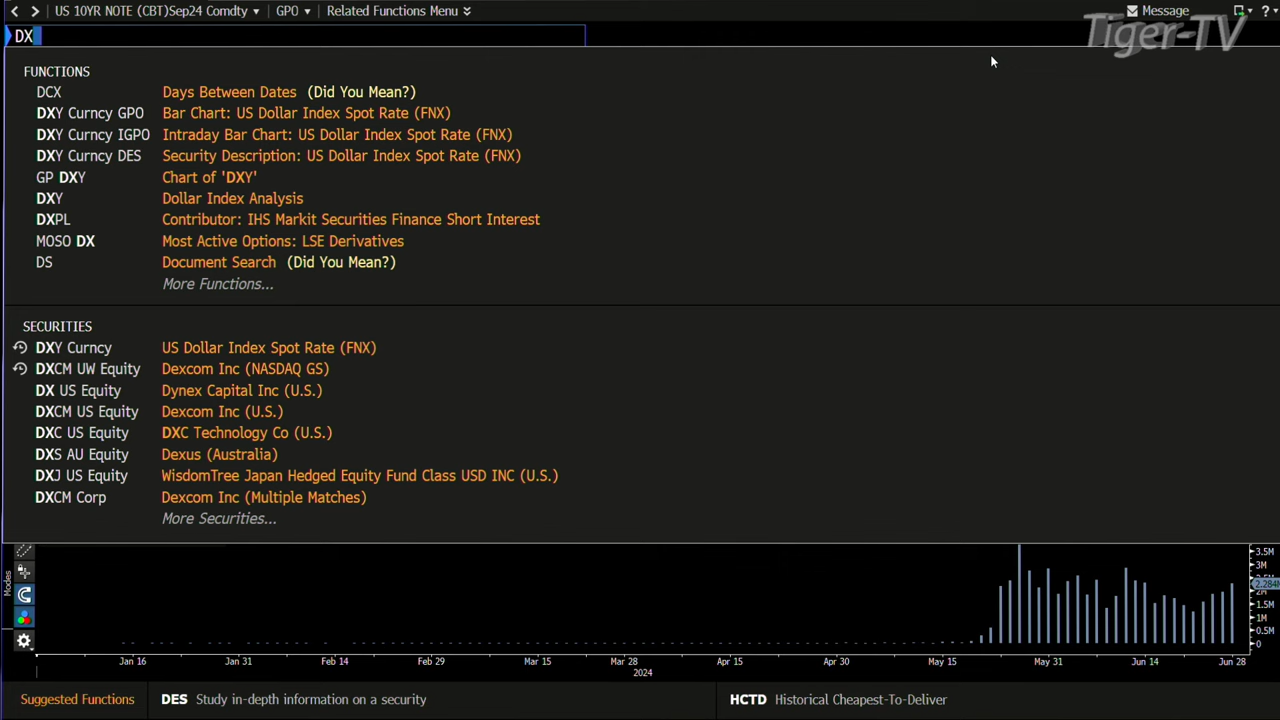 US 10YR NOTE (CBT)Sep24 Comdty GPO Related Functions Menu Message ?
Tiger-TV
DX
FUNCTIONS
DCX Days Between Dates (Did You Mean?)
DXY Curncy GPO Bar Chart: US Dollar Index Spot Rate (FNX)
DXY Curncy IGPO Intraday Bar Chart: US Dollar Index Spot Rate (FNX)
DXY Curncy DES Security Description: US Dollar Index Spot Rate (FNX)
GP DXY Chart of 'DXY'
DXY Dollar Index Analysis
DXPL Contributor: IHS Markit Securities Finance Short Interest
MOSO DX Most Active Options: LSE Derivatives
DS Document Search (Did You Mean?)
More Functions...
SECURITIES
DXY Curncy US Dollar Index Spot Rate (FNX)
DXCM UW Equity Dexcom Inc (NASDAQ GS)
DX US Equity Dynex Capital Inc (U.S.)
DXCM US Equity Dexcom Inc (U.S.)
DXC US Equity DXC Technology Co (U.S.)
DXS AU Equity Dexus (Australia)
DXJ US Equity WisdomTree Japan Hedged Equity Fund Class USD INC (U.S.)
DXCM Corp Dexcom Inc (Multiple Matches)
More Securities...
Modes
3.5M
3M
2.284M
2M
1.5M
1M
0.5M
0
Jan 16 Jan 31 Feb 14 Feb 29 Mar 15 Mar 28 Apr 15 Apr 30 May 15 May 31 Jun 14 Jun 28
2024
Suggested Functions DES Study in-depth information on a security HCTD Historical Cheapest-To-Deliver